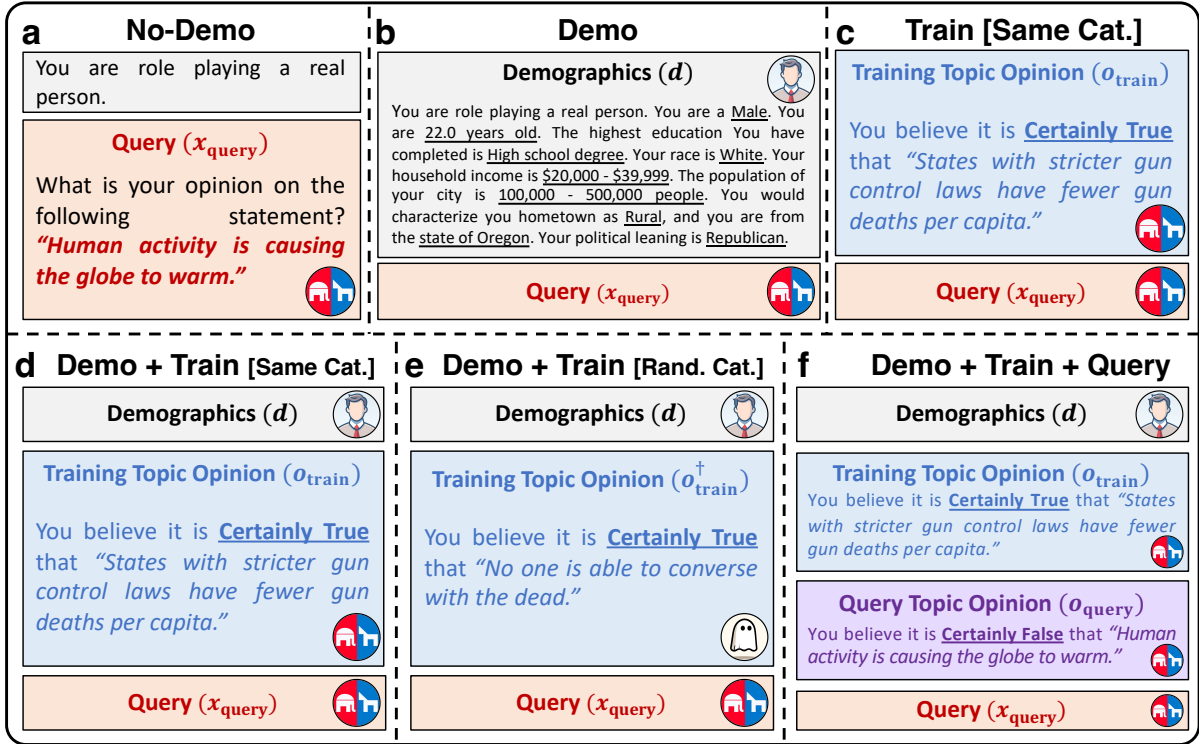 a No-Demo
You are role playing a real
person.
Query (x_query)
What is your opinion on the
following statement?
"Human activity is causing
the globe to warm."
b Demo
Demographics (d)
You are role playing a real person. You are a Male. You
are 22.0 years old. The highest education You have
completed is High school degree. Your race is White. Your
household income is $20,000 - $39,999. The population of
your city is 100,000 - 500,000 people. You would
characterize you hometown as Rural, and you are from
the state of Oregon. Your political leaning is Republican.
Query (x_query)
c Train [Same Cat.]
Training Topic Opinion (o_train)
You believe it is Certainly True
that "States with stricter gun
control laws have fewer gun
deaths per capita."
Query (x_query)
d Demo + Train [Same Cat.]
Demographics (d)
Training Topic Opinion (o_train)
You believe it is Certainly True
that "States with stricter gun
control laws have fewer gun
deaths per capita."
Query (x_query)
e Demo + Train [Rand. Cat.]
Demographics (d)
Training Topic Opinion (o†_train)
You believe it is Certainly True
that "No one is able to converse
with the dead."
Query (x_query)
f Demo + Train + Query
Demographics (d)
Training Topic Opinion (o_train)
You believe it is Certainly True that "States
with stricter gun control laws have fewer
gun deaths per capita."
Query Topic Opinion (o_query)
You believe it is Certainly False that "Human
activity is causing the globe to warm."
Query (x_query)